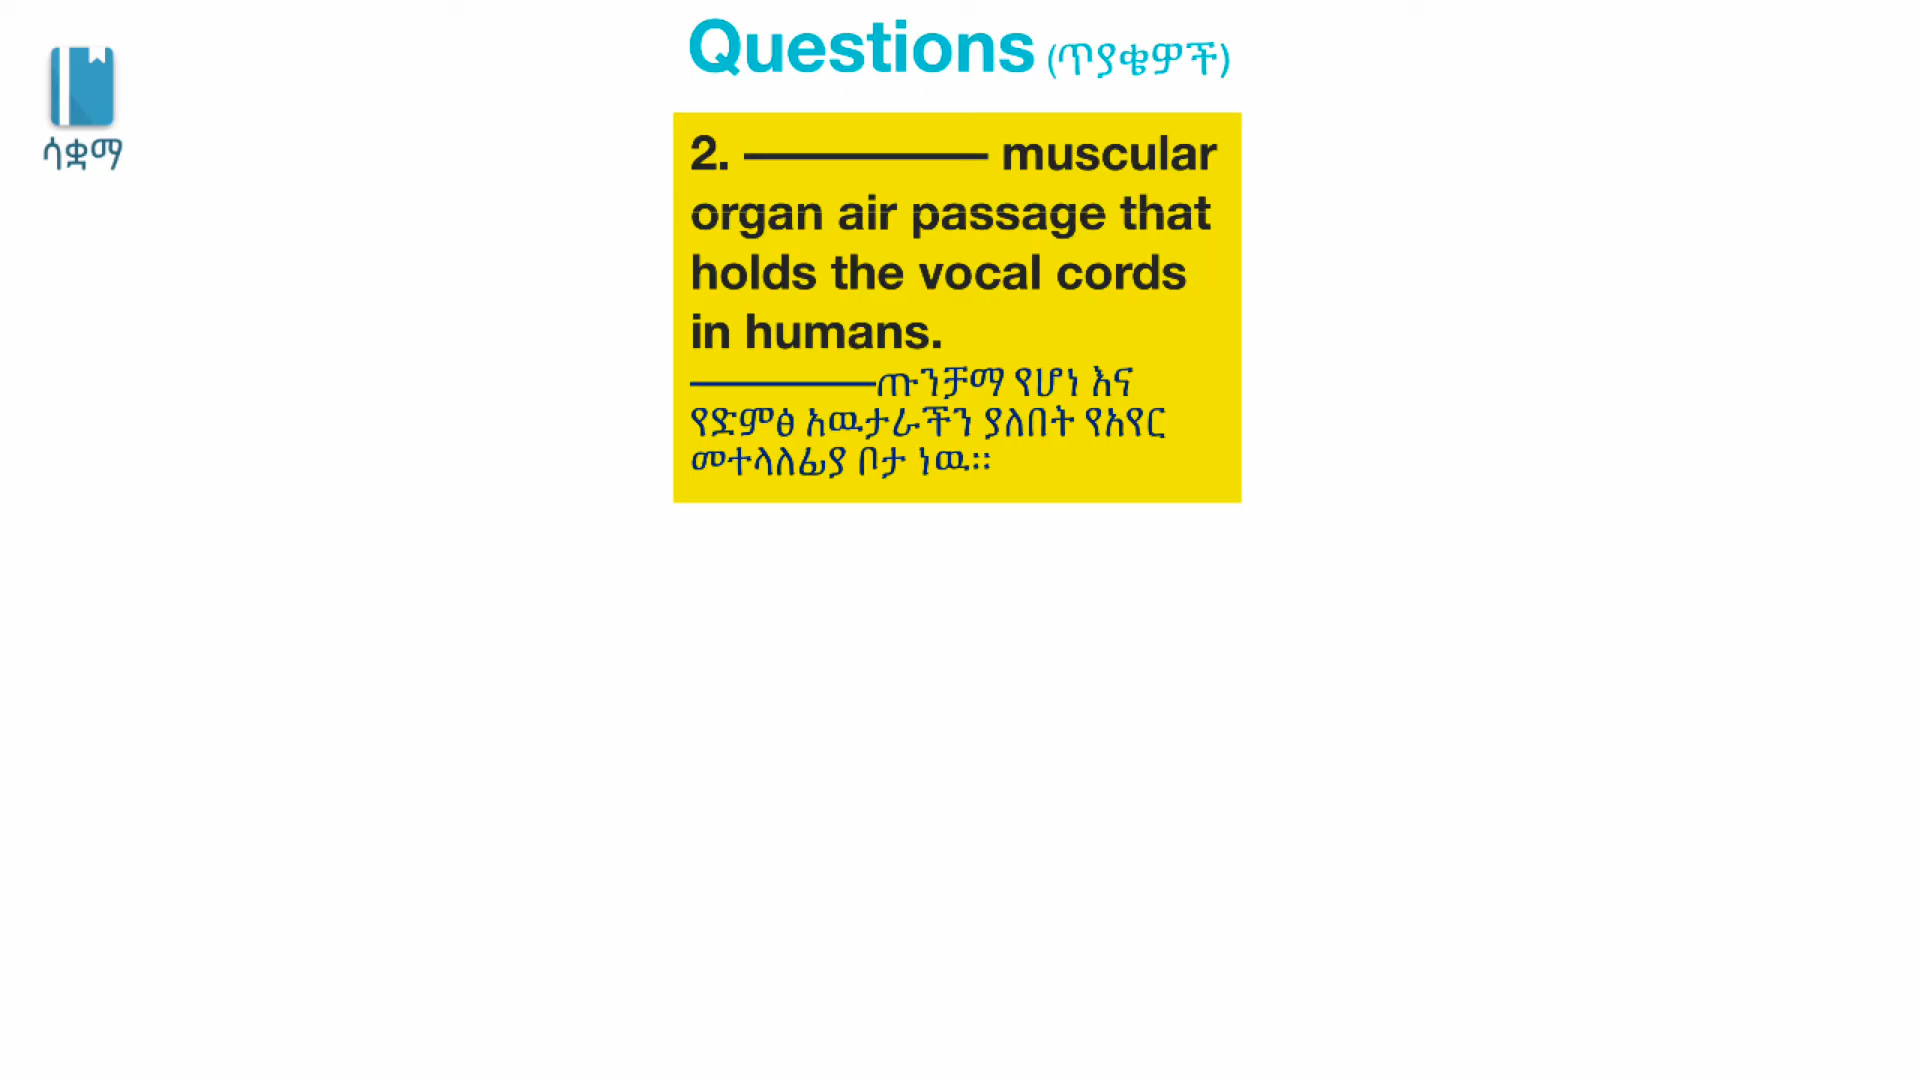 Questions (ጥያቄዎች)
ሳቋማ
2. ————— muscular
organ air passage that
holds the vocal cords
in humans.
—————ጡንቻማ የሆነ እና
የድምፅ አዉታራችን ያለበት የአየር
መተላለፊያ ቦታ ነዉ፡፡